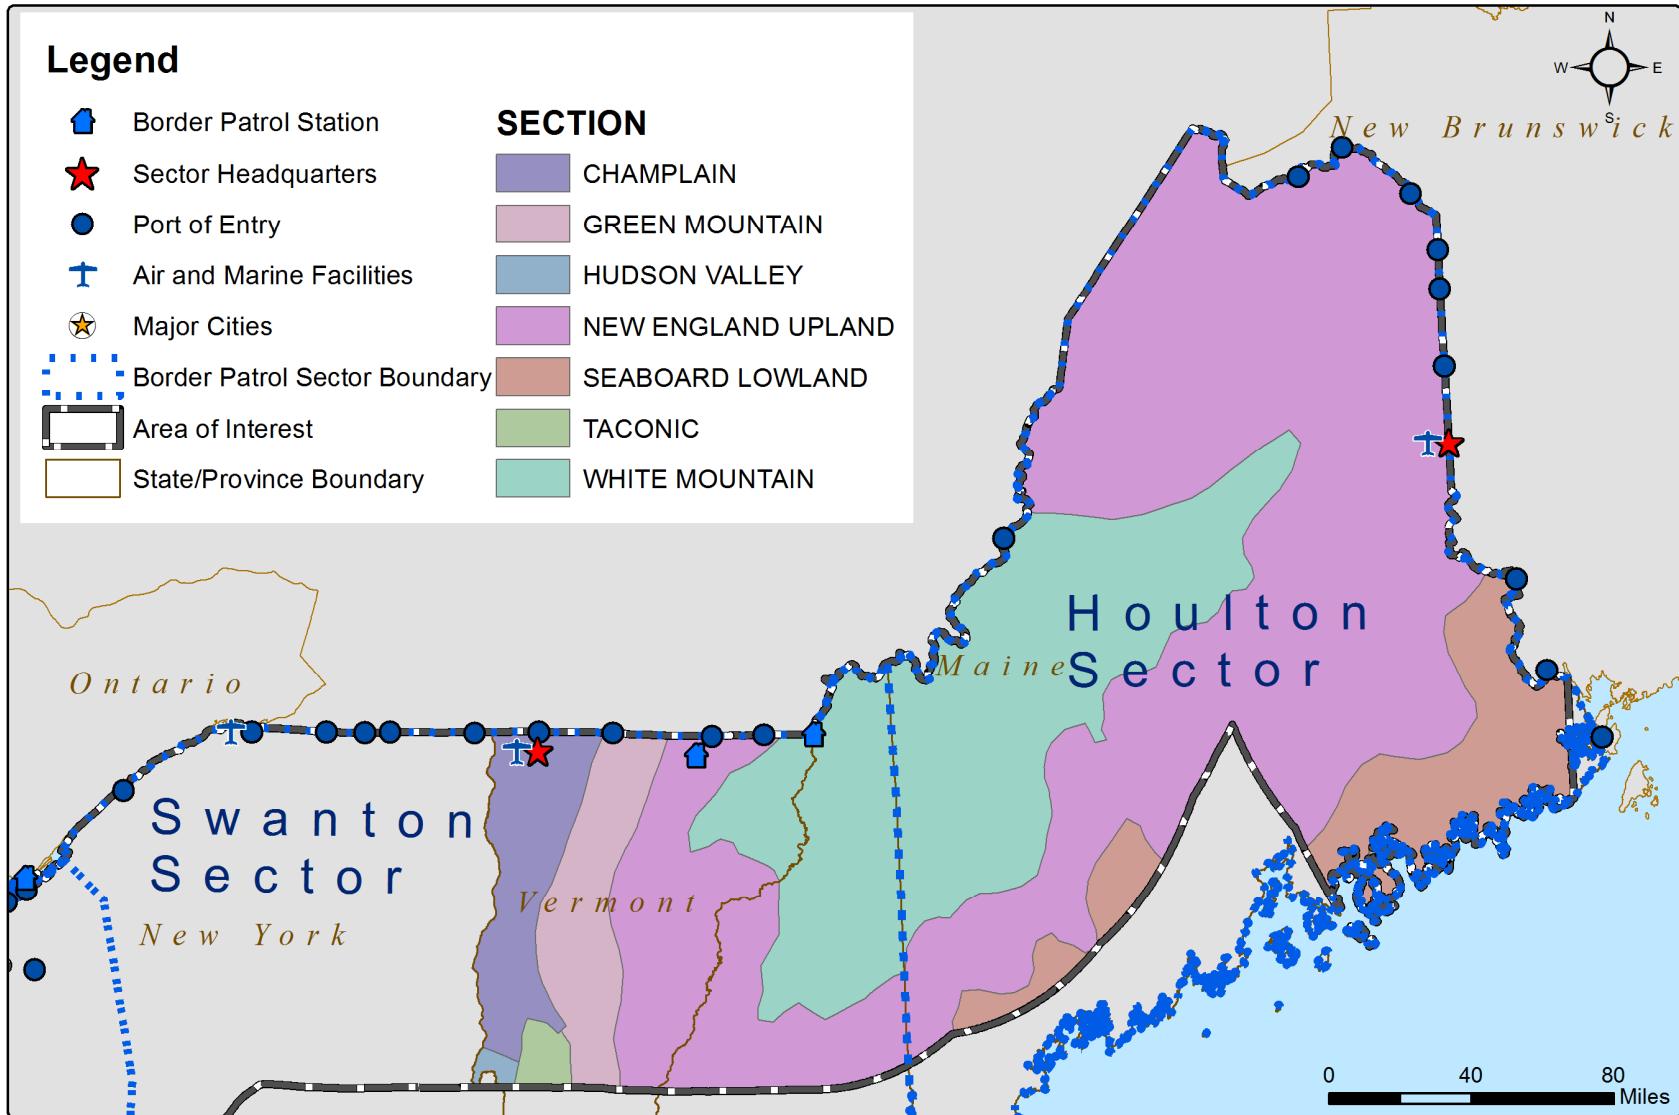 Legend
Border Patrol Station
Sector Headquarters
Port of Entry
Air and Marine Facilities
Major Cities
Border Patrol Sector Boundary
Area of Interest
State/Province Boundary
SECTION
CHAMPLAIN
GREEN MOUNTAIN
HUDSON VALLEY
NEW ENGLAND UPLAND
SEABOARD LOWLAND
TACONIC
WHITE MOUNTAIN
N
W
E
S
New Brunswick
Houlton
Sector
Maine
Ontario
Swanton
Sector
Vermont
New York
0 40 80
Miles